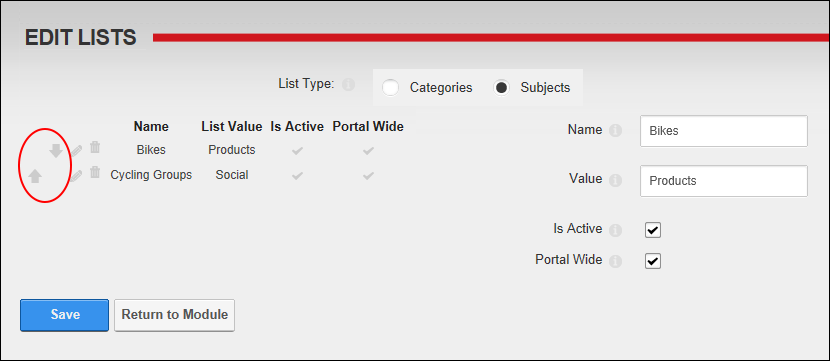 EDIT LISTS
List Type: Categories Subjects
Name List Value Is Active Portal Wide
Bikes Products
Cycling Groups Social
Name Bikes
Value Products
Is Active
Portal Wide
Save Return to Module